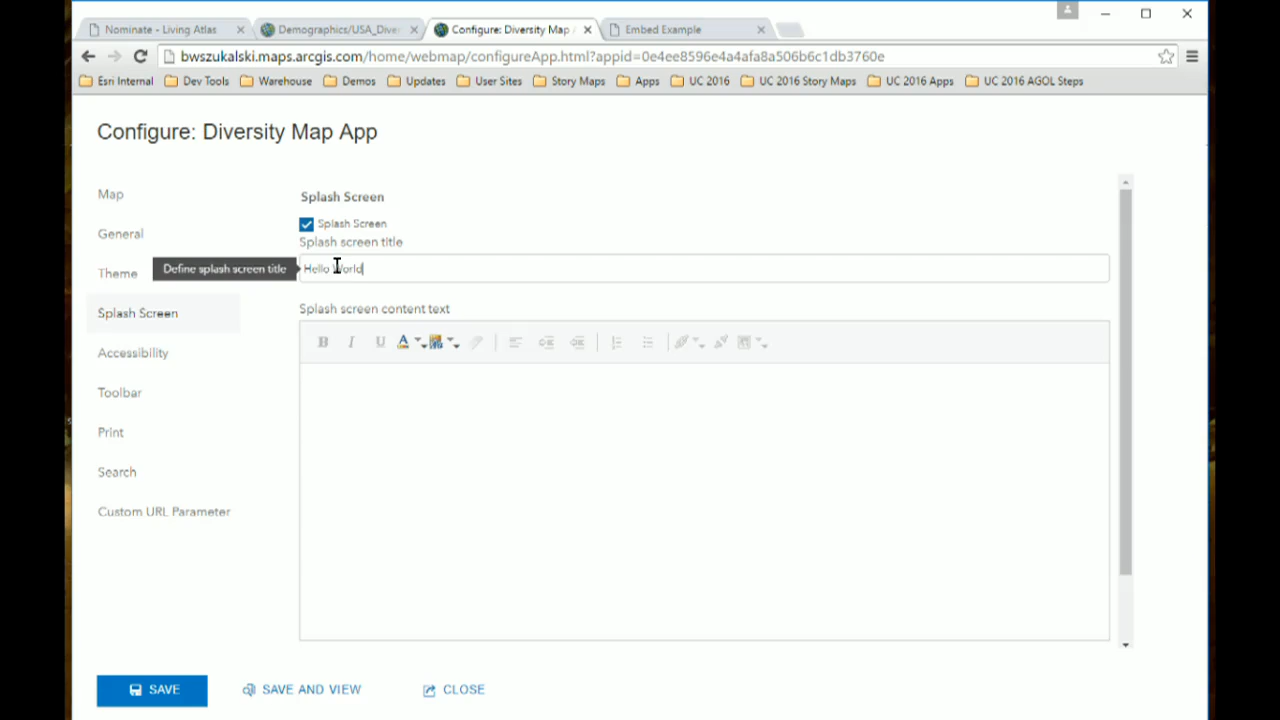 Nominate - Living Atlas
Demographics/USA_Dive
Configure: Diversity Map
Embed Example
bwszukalski.maps.arcgis.com/home/webmap/configureApp.html?appid=0e4ee8596e4a4afa8a506b6c1db3760e
Esri Internal Dev Tools Warehouse Demos Updates User Sites Story Maps Apps UC 2016 UC 2016 Story Maps UC 2016 Apps UC 2016 AGOL Steps
Configure: Diversity Map App
Map
General
Theme
Splash Screen
Accessibility
Toolbar
Print
Search
Custom URL Parameter
Splash Screen
Splash Screen
Splash screen title
Define splash screen title
Hello World
Splash screen content text
B I U A
SAVE
SAVE AND VIEW
CLOSE